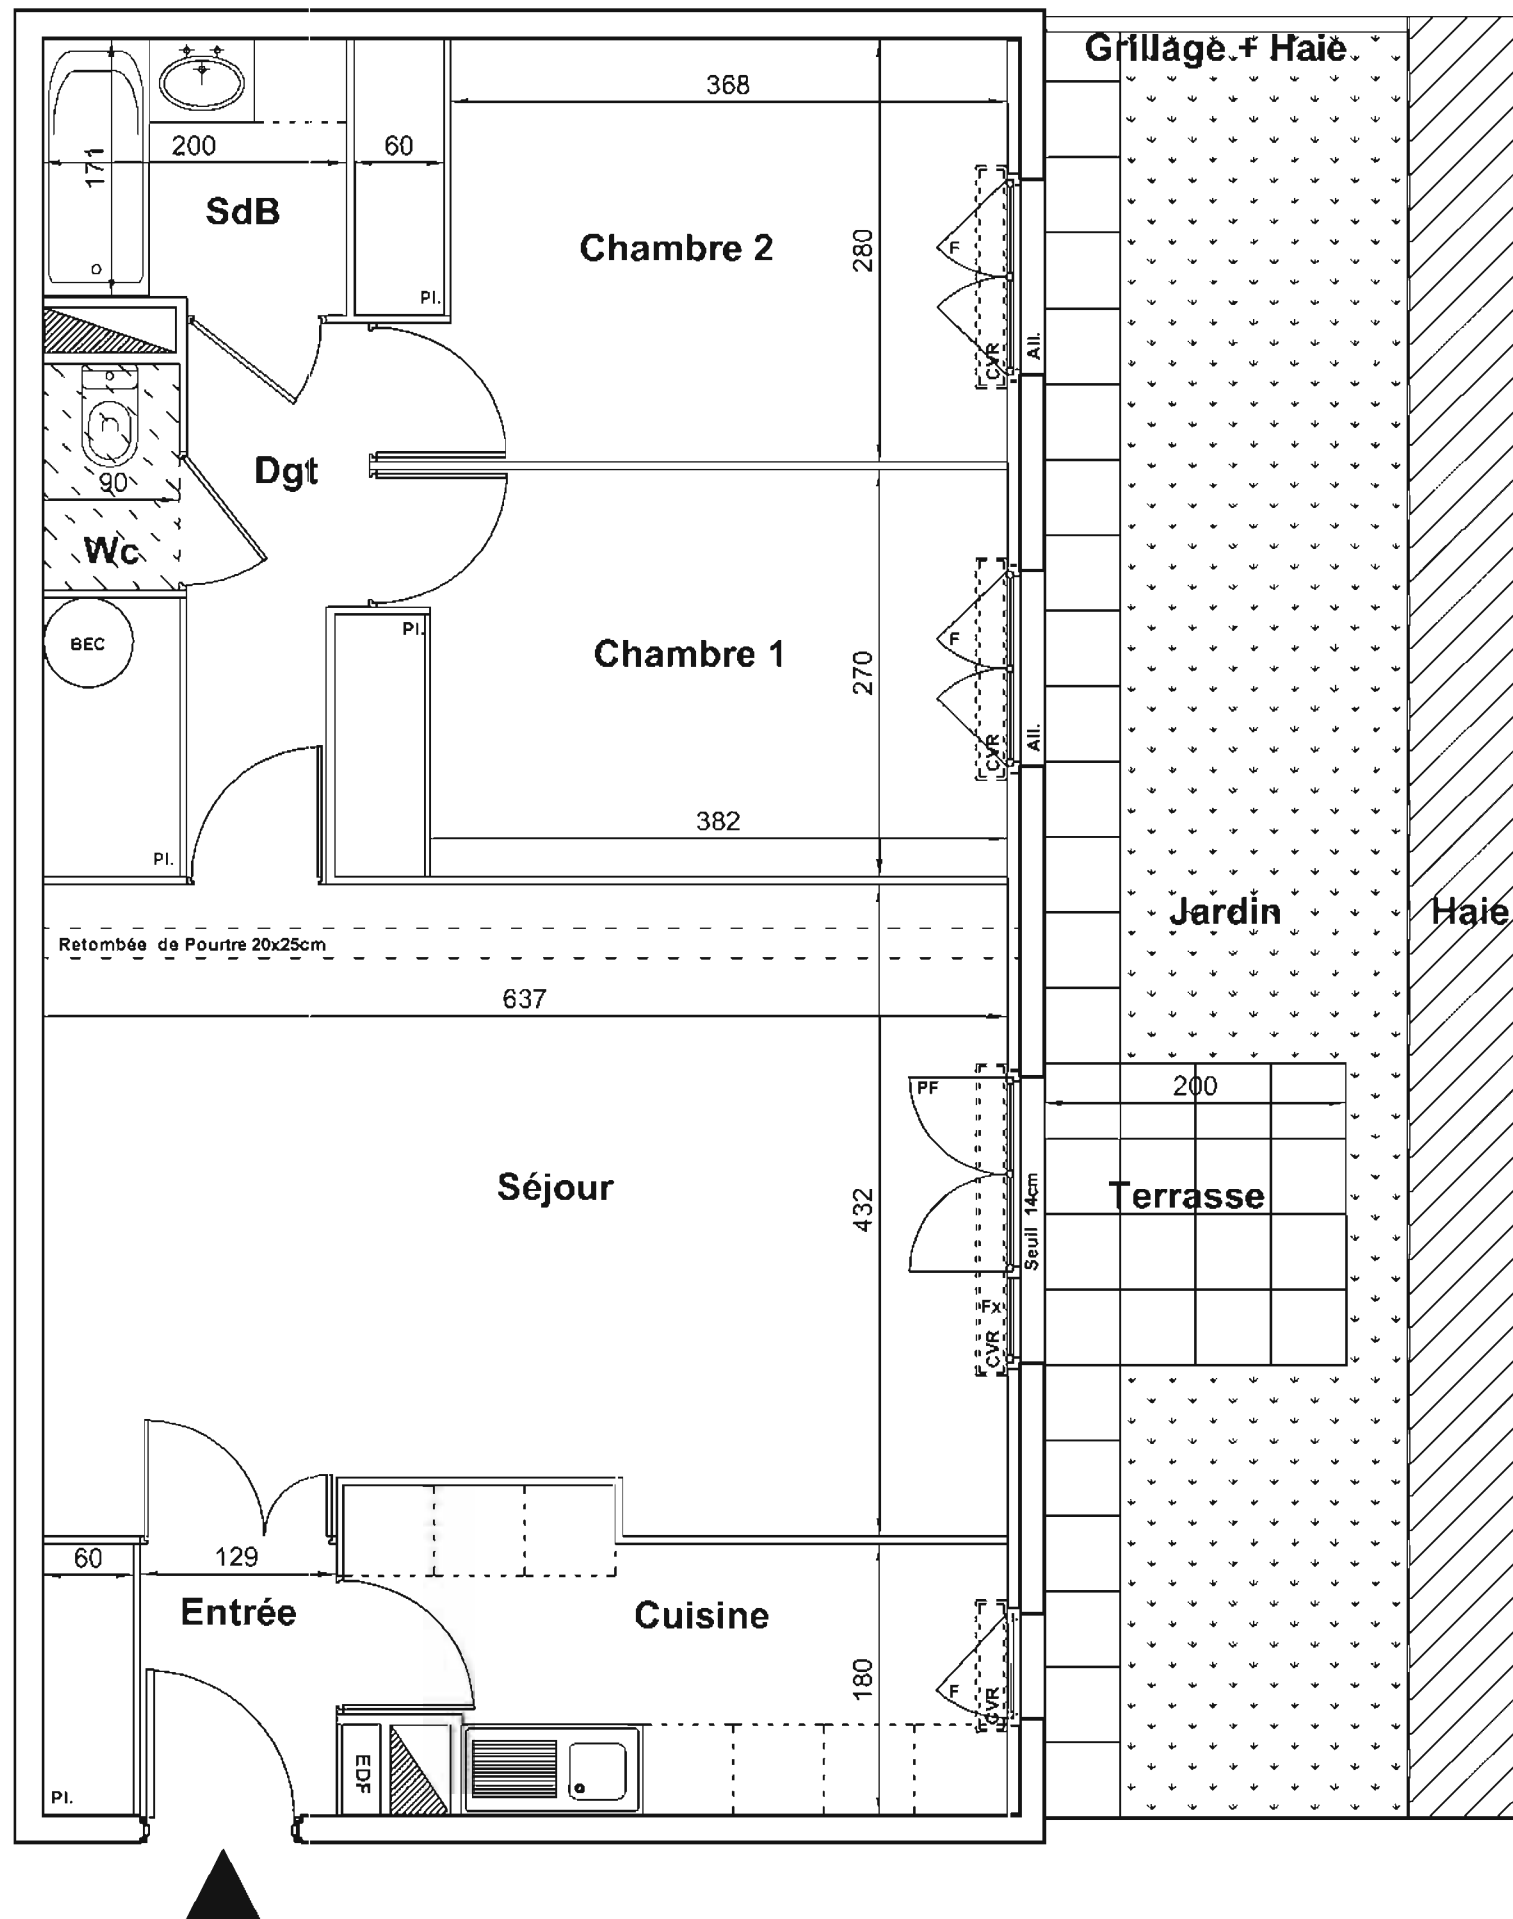 Grillage + Haie
368
200
60
171
SdB
Chambre 2
280
F
Pl.
CVR
All.
Dgt
90
Wc
Pl.
BEC
Chambre 1
F
270
CVR
All.
382
Pl.
Jardin
Haie
Retombée de Pourtre 20x25cm
637
PF
200
Séjour
432
Seuil 14cm
Terrasse
Fx
CVR
60
129
Entrée
Cuisine
180
F
CVR
EDF
Pl.